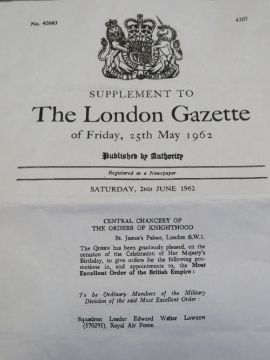 No. 42683
4307
SUPPLEMENT TO
The London Gazette
of Friday, 25th May 1962
Published by Authority
Registered as a Newspaper
SATURDAY, 2ND JUNE 1962
CENTRAL CHANCERY OF
THE ORDERS OF KNIGHTHOOD
St. James's Palace, London S.W.1.
The QUEEN has been graciously pleased, on the
occasion of the Celebration of Her Majesty's
Birthday, to give orders for the following pro-
motions in, and appointments to, the Most
Excellent Order of the British Empire:
To be Ordinary Members of the Military
Division of the said Most Excellent Order:
Squadron Leader Edward Walter LAWSON
(570291), Royal Air Force.